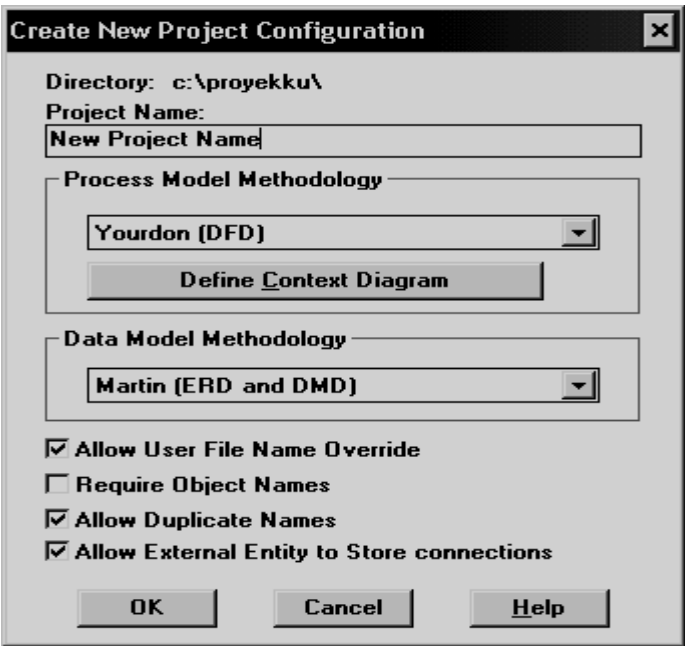 Create New Project Configuration
Directory: c:\proyekku\
Project Name:
New Project Name
Process Model Methodology
Yourdon (DFD)
Define Context Diagram
Data Model Methodology
Martin (ERD and DMD)
Allow User File Name Override
Require Object Names
Allow Duplicate Names
Allow External Entity to Store connections
OK Cancel Help